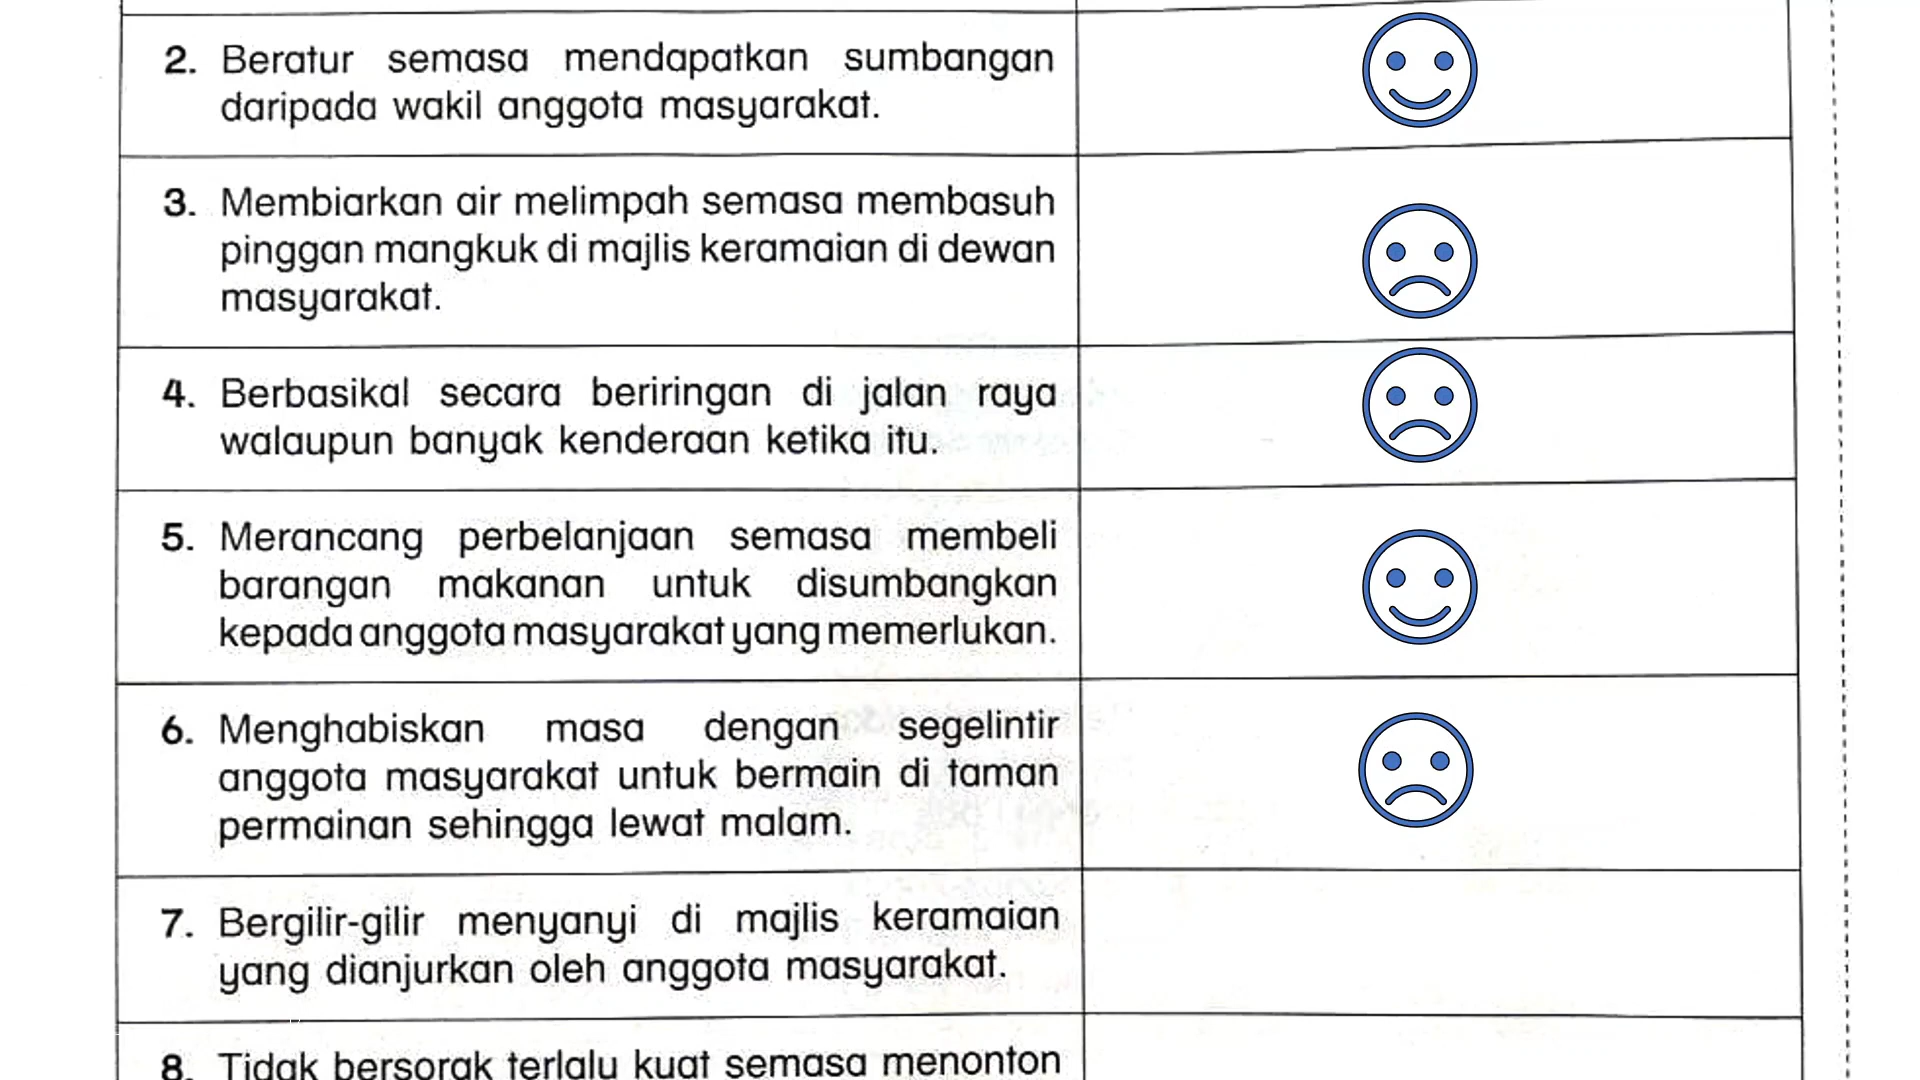 2. Beratur semasa mendapatkan sumbangan
daripada wakil anggota masyarakat.
3. Membiarkan air melimpah semasa membasuh
pinggan mangkuk di majlis keramaian di dewan
masyarakat.
4. Berbasikal secara beriringan di jalan raya
walaupun banyak kenderaan ketika itu.
5. Merancang perbelanjaan semasa membeli
barangan makanan untuk disumbangkan
kepada anggota masyarakat yang memerlukan.
6. Menghabiskan masa dengan segelintir
anggota masyarakat untuk bermain di taman
permainan sehingga lewat malam.
7. Bergilir-gilir menyanyi di majlis keramaian
yang dianjurkan oleh anggota masyarakat.
8. Tidak bersorak terlalu kuat semasa menonton